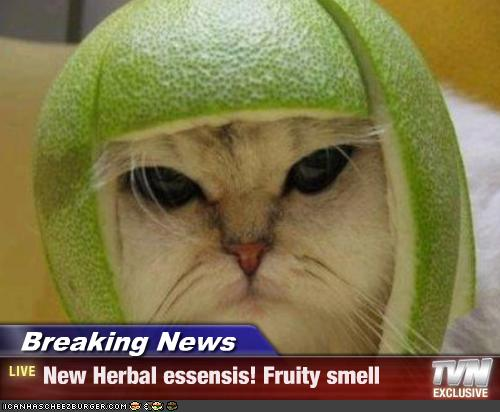 Breaking News
LIVE New Herbal essensis! Fruity smell
TVN
EXCLUSIVE
ICANHASCHEEZBURGER.COM